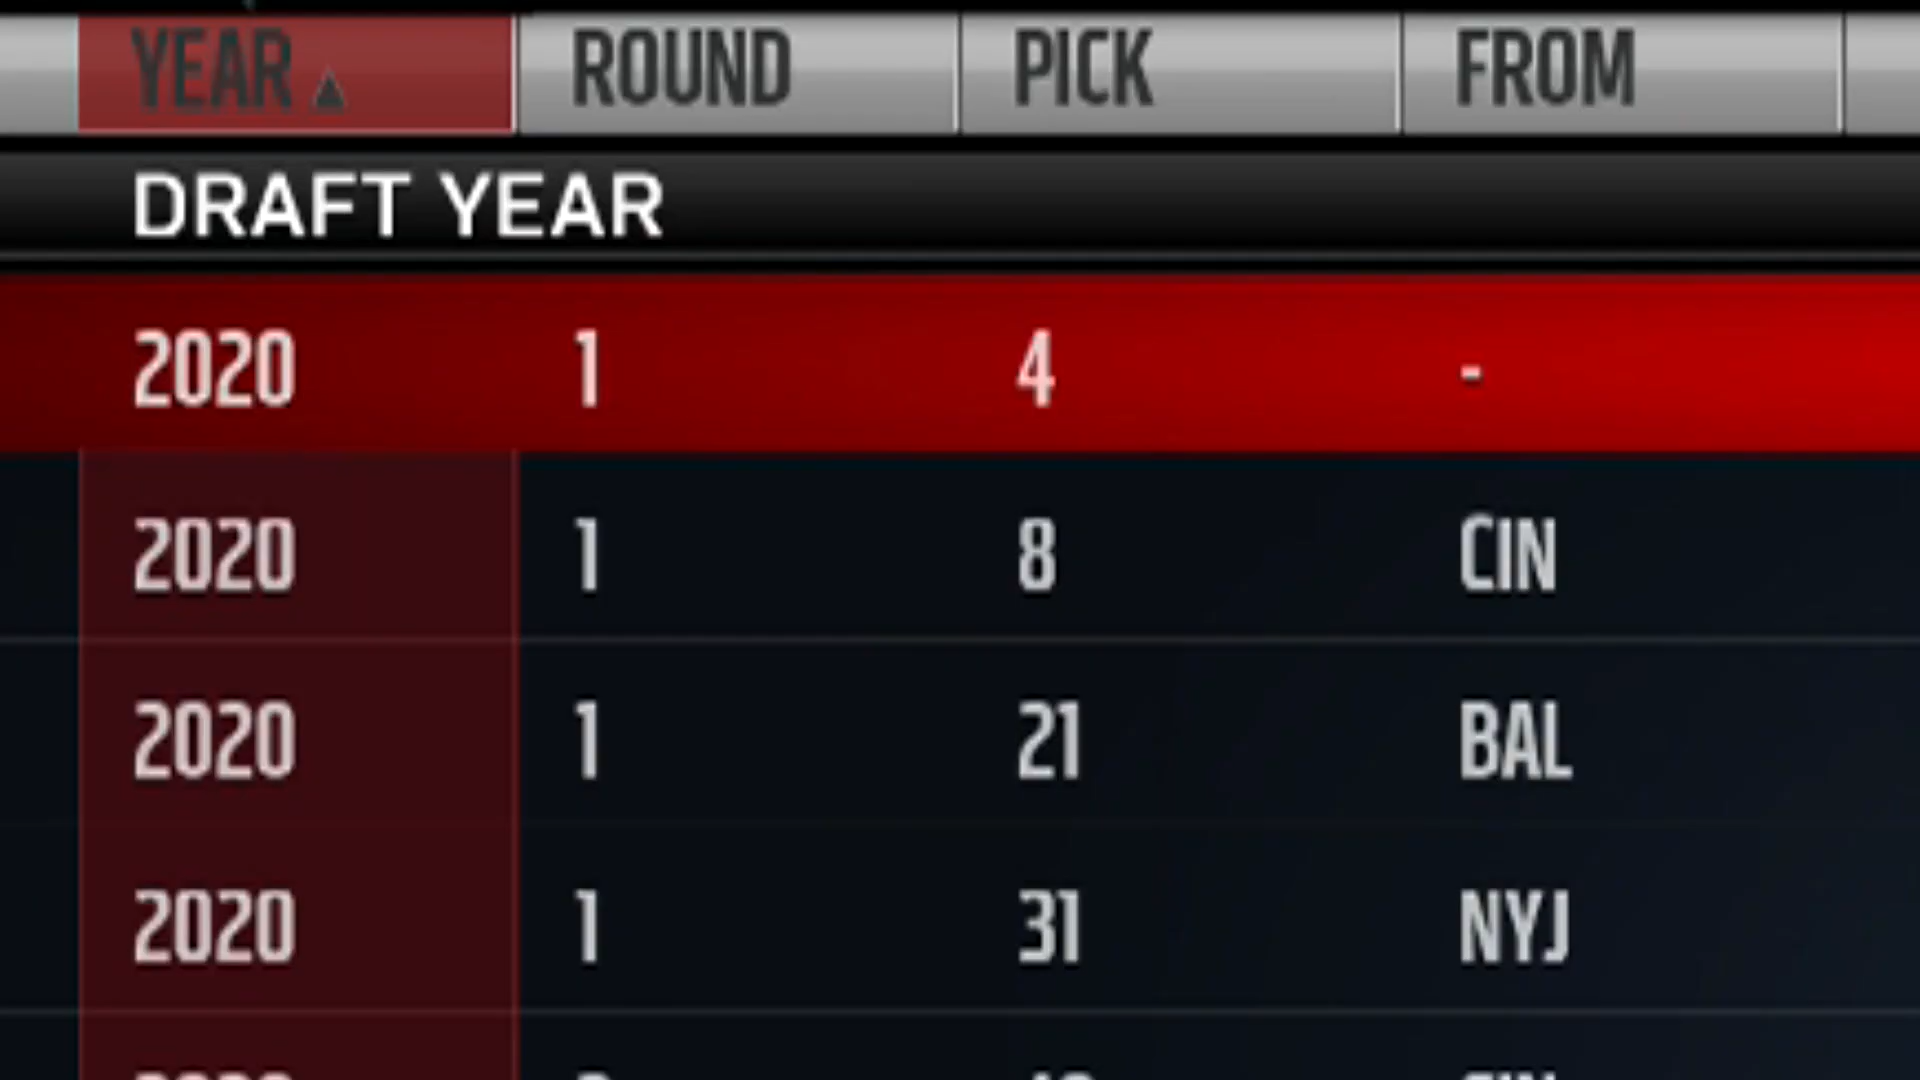 YEAR ▲ ROUND PICK FROM
DRAFT YEAR
2020 1 4 -
2020 1 8 CIN
2020 1 21 BAL
2020 1 31 NYJ